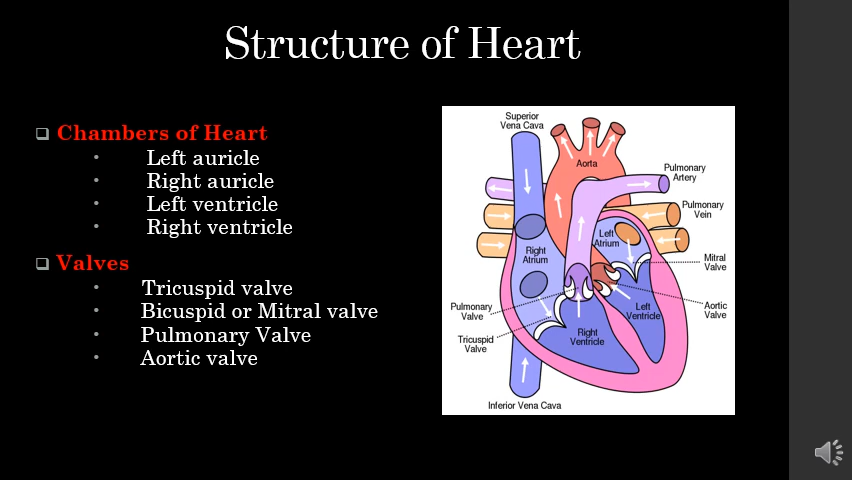 Structure of Heart
Chambers of Heart
Left auricle
Right auricle
Left ventricle
Right ventricle
Valves
Tricuspid valve
Bicuspid or Mitral valve
Pulmonary Valve
Aortic valve
Superior
Vena Cava
Aorta
Pulmonary
Artery
Pulmonary
Vein
Left
Atrium
Right
Atrium
Mitral
Valve
Pulmonary
Valve
Aortic
Valve
Left
Ventricle
Tricuspid
Valve
Right
Ventricle
Inferior Vena Cava